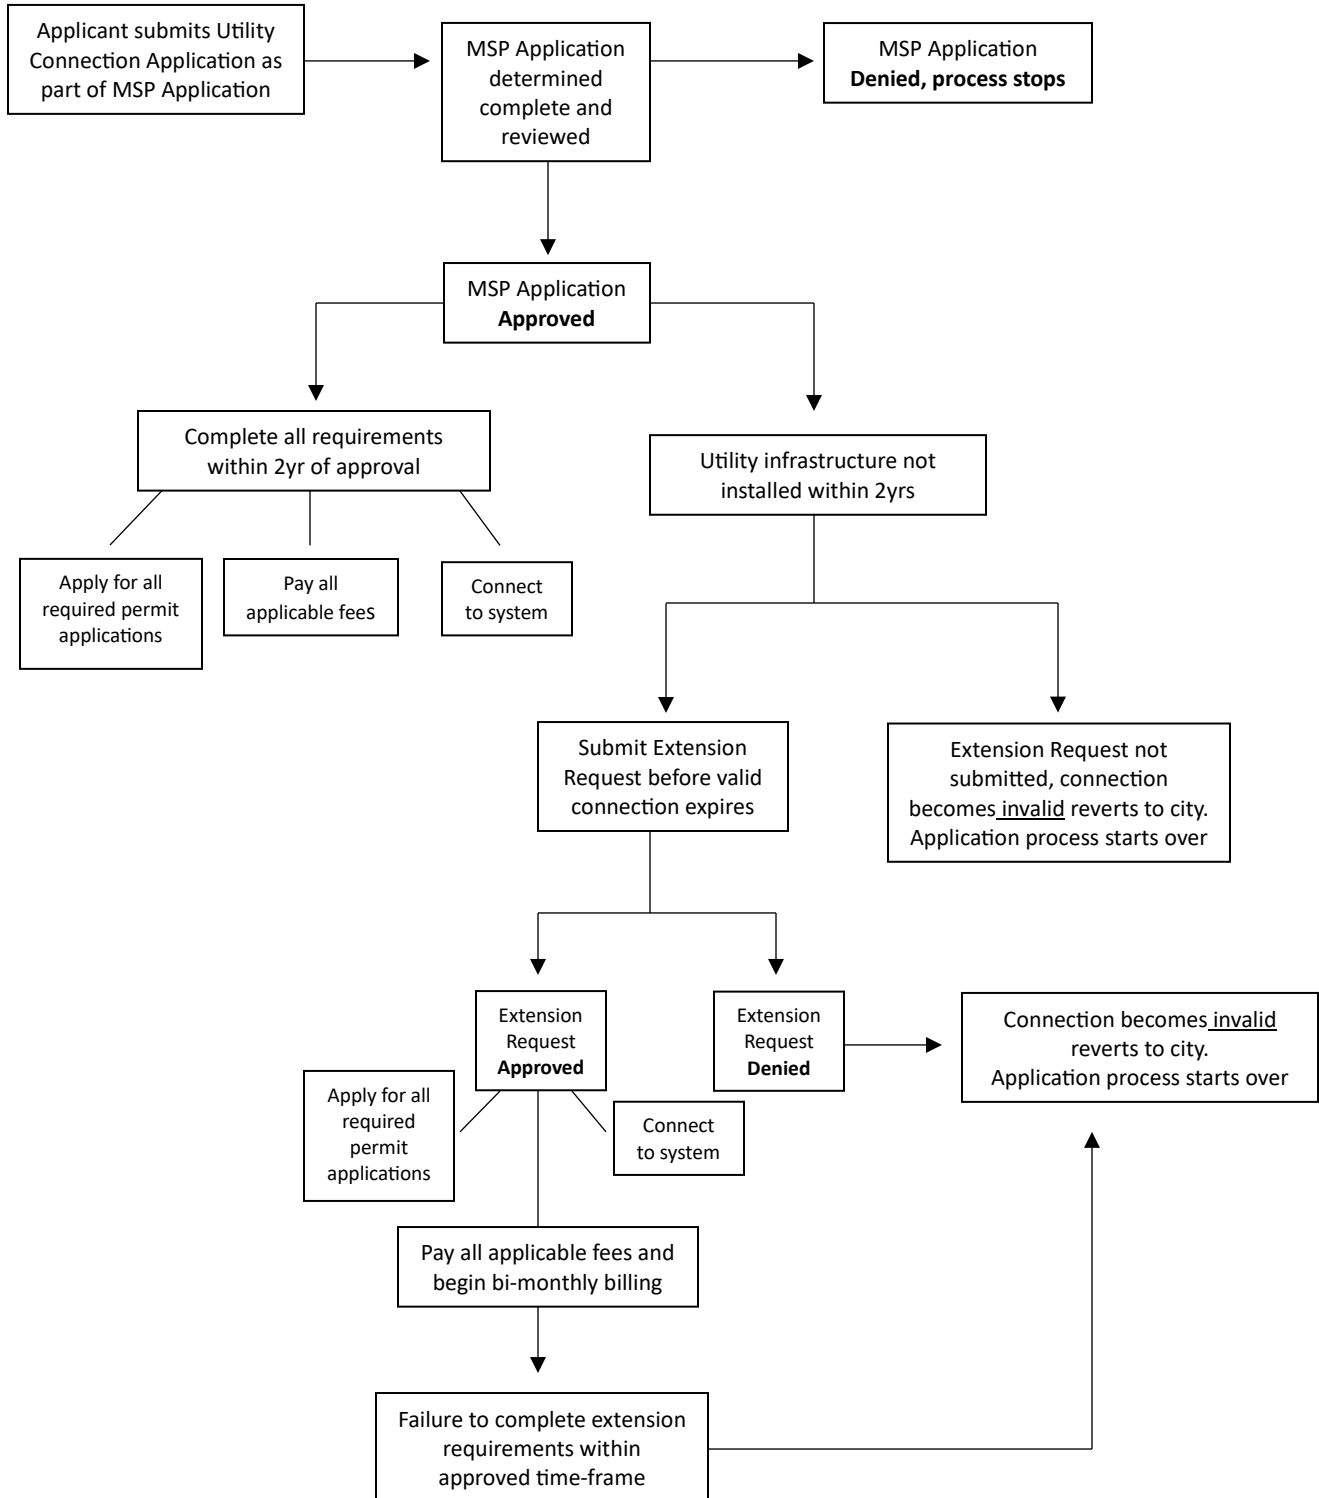 Applicant submits Utility
Connection Application as
part of MSP Application
MSP Application
determined
complete and
reviewed
MSP Application
Denied, process stops
MSP Application
Approved
Complete all requirements
within 2yr of approval
Utility infrastructure not
installed within 2yrs
Apply for all
required permit
applications
Pay all
applicable fees
Connect
to system
Submit Extension
Request before valid
connection expires
Extension Request not
submitted, connection
becomes invalid reverts to city.
Application process starts over
Extension
Request
Approved
Extension
Request
Denied
Connection becomes invalid
reverts to city.
Application process starts over
Apply for all
required
permit
applications
Connect
to system
Pay all applicable fees and
begin bi-monthly billing
Failure to complete extension
requirements within
approved time-frame